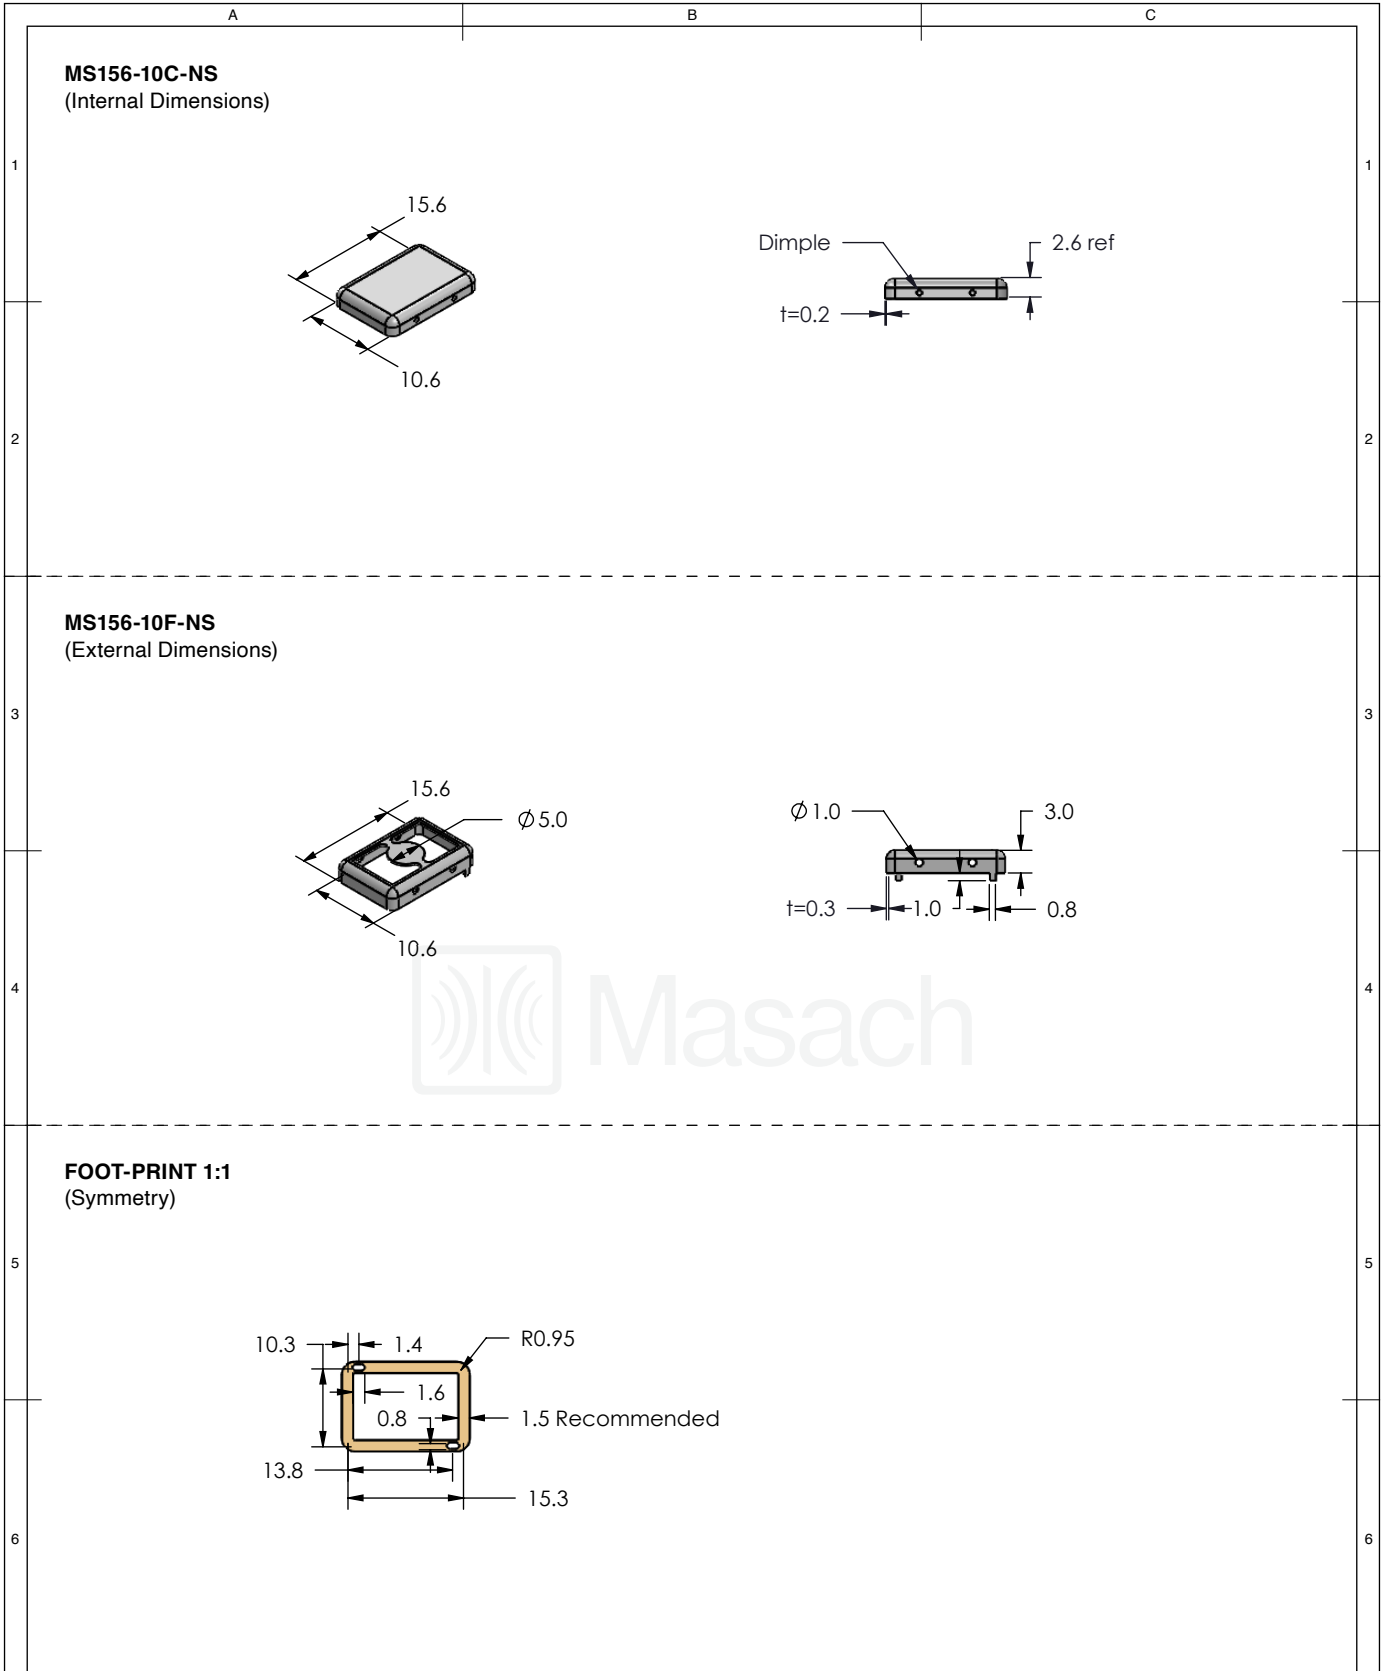 A B C
MS156-10C-NS
(Internal Dimensions)
1 1
15.6
Dimple 2.6 ref
t=0.2
10.6
2 2
MS156-10F-NS
(External Dimensions)
3 3
15.6
∅5.0
∅1.0 3.0
t=0.3 1.0 0.8
10.6
4 4
Masach
FOOT-PRINT 1:1
(Symmetry)
5 5
10.3 1.4 R0.95
1.6
0.8 1.5 Recommended
13.8
15.3
6 6